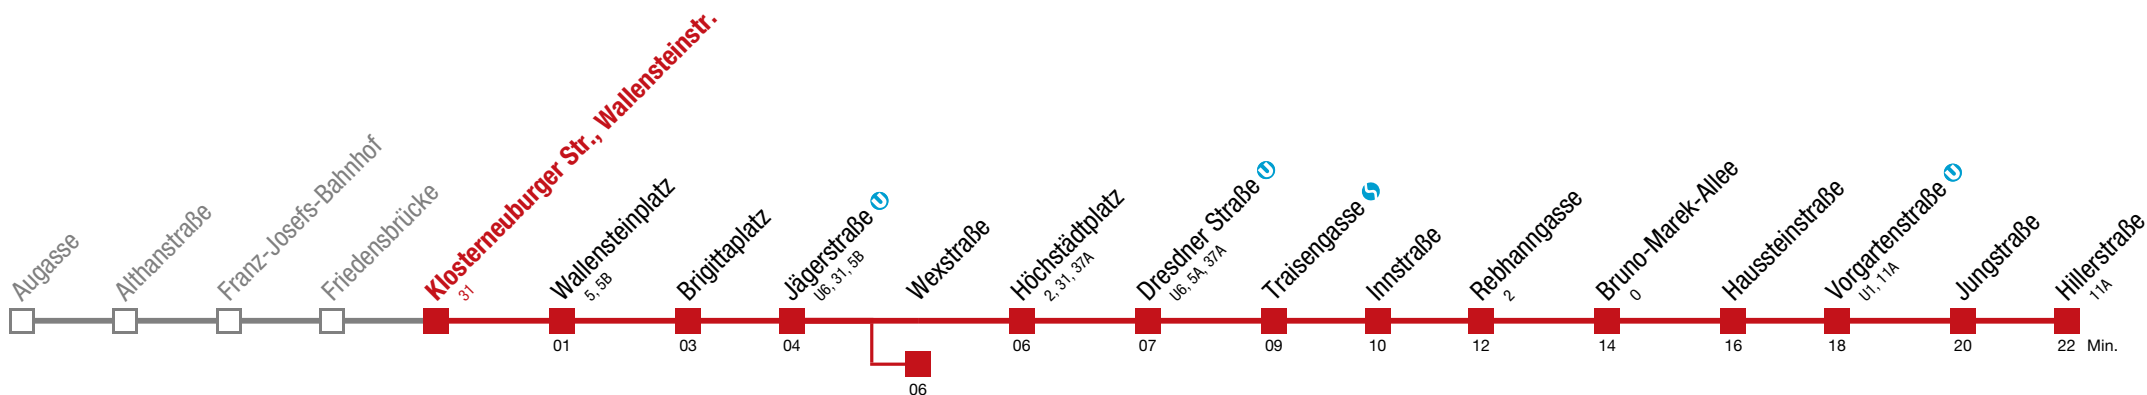 Augasse
Althanstraße
Franz-Josefs-Bahnhof
Friedensbrücke
Klosterneuburger Str., Wallensteinstr.
31
Wallensteinplatz
5, 5B
Brigittaplatz
Jägerstraße U
U6, 31, 5B
Wexstraße
Höchstädtplatz
2, 31, 37A
Dresdner Straße U
U6, 5A, 37A
Traisengasse S
Innstraße
Rebhanngasse
2
Bruno-Marek-Allee
O
Haussteinstraße
Vorgartenstraße U
U1, 11A
Jungstraße
Hillerstraße
11A
01 03 04 06 07 09 10 12 14 16 18 20 22 Min.
06